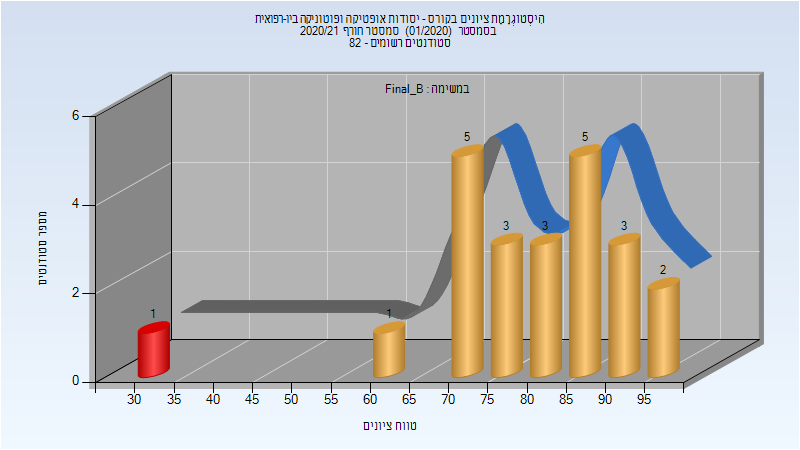 היסטוגרמת ציונים בקורס - יסודות אופטיקה ופוטוניקה ביו-רפואית
בסמסטר (01/2020) סמסטר חורף 2020/21
סטודנטים רשומים - 82
במשימה : Final_B
מספר סטודנטים
6
4
2
0
1
1
5
3
3
5
3
2
30 35 40 45 50 55 60 65 70 75 80 85 90 95
טווח ציונים